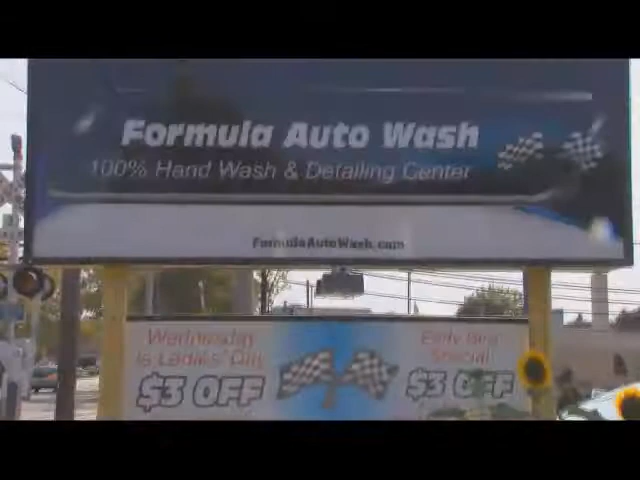 Formula Auto Wash
100% Hand Wash & Detailing Center
FormulaAutoWash.com
Wednesday
is Ladies' Day
$3 OFF
Early Bird
Special
$3 OFF